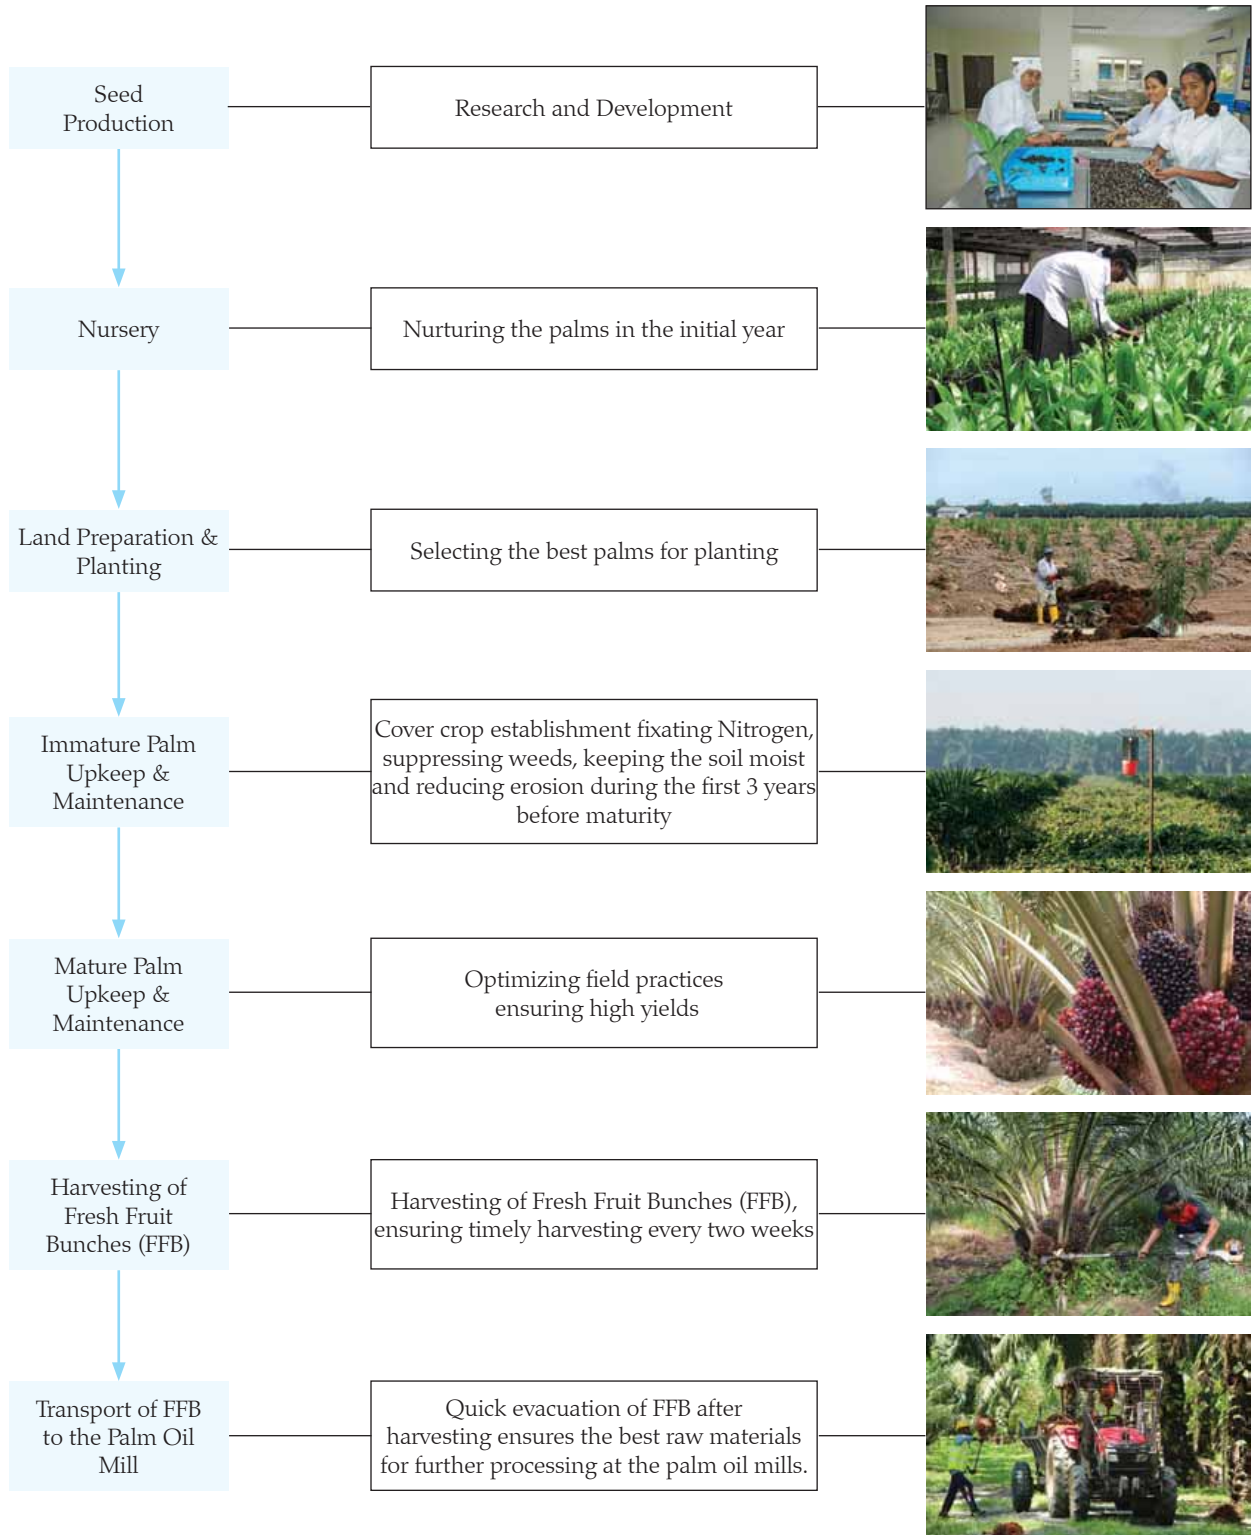 Seed
Production
Research and Development
Nursery
Nurturing the palms in the initial year
Land Preparation &
Planting
Selecting the best palms for planting
Immature Palm
Upkeep &
Maintenance
Cover crop establishment fixating Nitrogen,
suppressing weeds, keeping the soil moist
and reducing erosion during the first 3 years
before maturity
Mature Palm
Upkeep &
Maintenance
Optimizing field practices
ensuring high yields
Harvesting of
Fresh Fruit
Bunches (FFB)
Harvesting of Fresh Fruit Bunches (FFB),
ensuring timely harvesting every two weeks
Transport of FFB
to the Palm Oil
Mill
Quick evacuation of FFB after
harvesting ensures the best raw materials
for further processing at the palm oil mills.